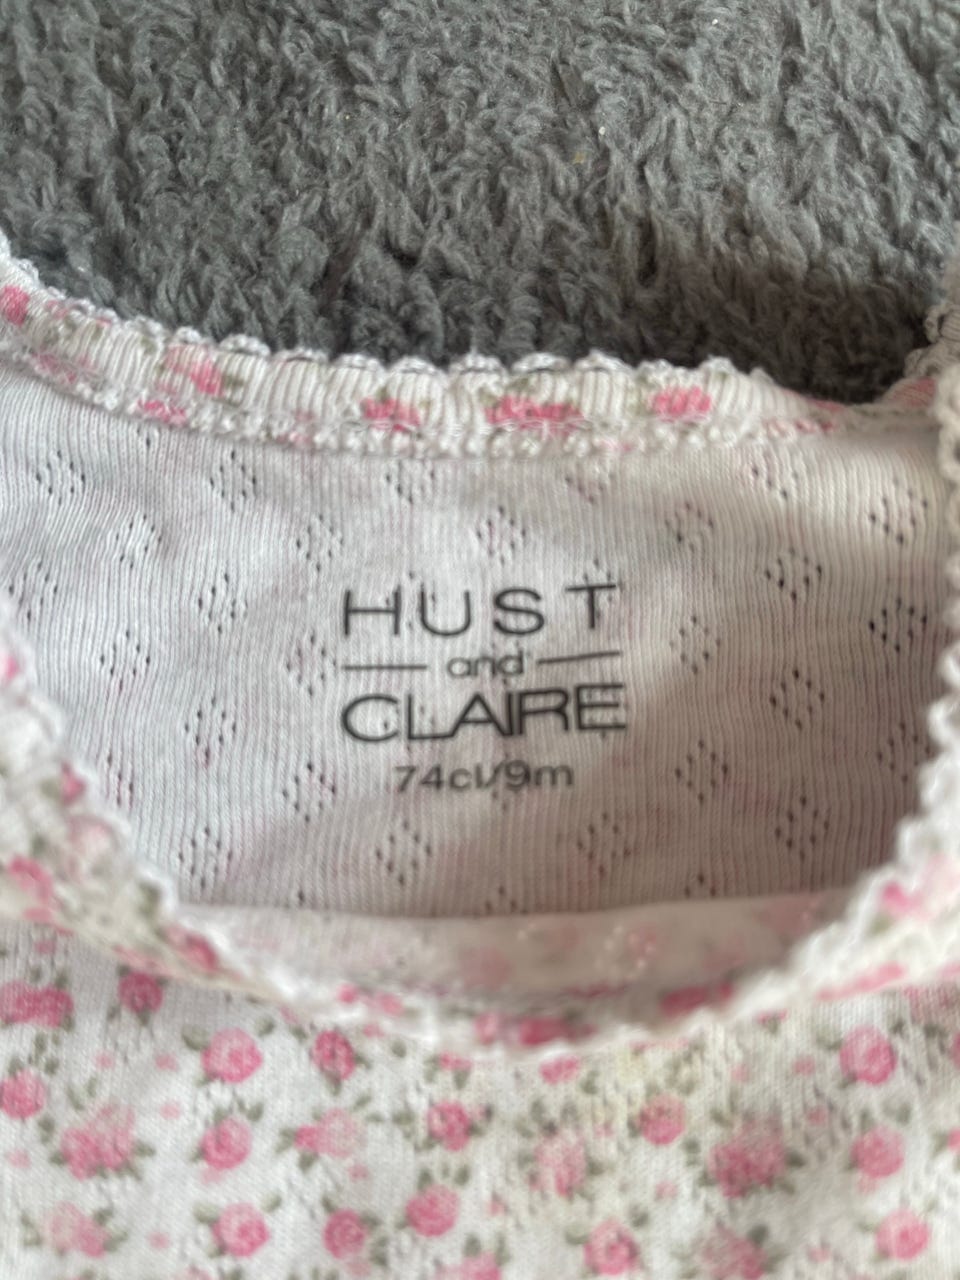 HUST
and
CLAIRE
74cl/9m